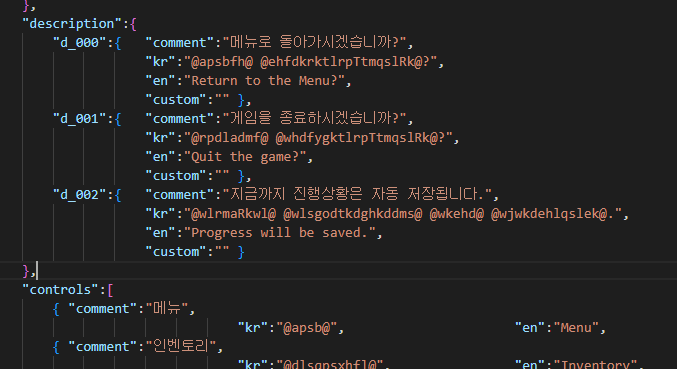 },
"description":{
"d_000":{ "comment":"메뉴로 돌아가시겠습니까?",
"kr":"@apsbfh@ @ehfdkrktlrpTtmqslRk@?",
"en":"Return to the Menu?",
"custom":"" },
"d_001":{ "comment":"게임을 종료하시겠습니까?",
"kr":"@rpdladmf@ @whdfygktlrpTtmqslRk@?",
"en":"Quit the game?",
"custom":"" },
"d_002":{ "comment":"지금까지 진행상황은 자동 저장됩니다.",
"kr":"@wlrmaRkwl@ @wlsgodtkdghkddms@ @wkehd@ @wjwkdehlqslek@.",
"en":"Progress will be saved.",
"custom":"" }
},
"controls":[
{ "comment":"메뉴",
"kr":"@apsb@", "en":"Menu",
{ "comment":"인벤토리",
"kr":"@dlsqpsxhfl@", "en":"Inventory",